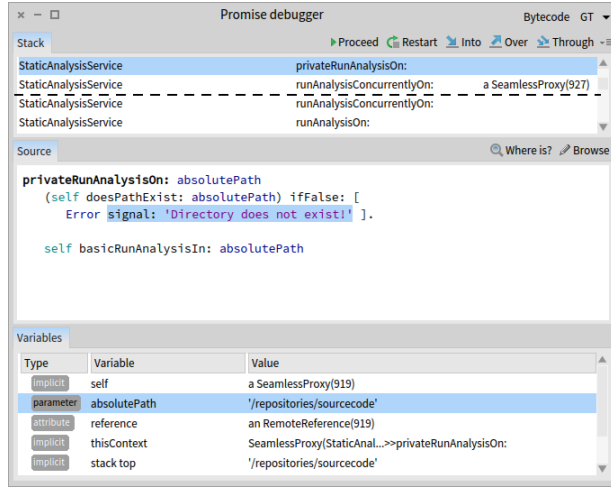 Promise debugger
Bytecode GT
Stack Proceed Restart Into Over Through
StaticAnalysisService privateRunAnalysisOn:
StaticAnalysisService runAnalysisConcurrentlyOn: a SeamlessProxy(927)
StaticAnalysisService runAnalysisConcurrentlyOn:
StaticAnalysisService runAnalysisOn:
Source Where is? Browse
privateRunAnalysisOn: absolutePath
(self doesPathExist: absolutePath) ifFalse: [
Error signal: 'Directory does not exist!' ].
self basicRunAnalysisIn: absolutePath
Variables
Type Variable Value
implicit self a SeamlessProxy(919)
parameter absolutePath '/repositories/sourcecode'
attribute reference an RemoteReference(919)
implicit thisContext SeamlessProxy(StaticAnal...>>privateRunAnalysisOn:
implicit stack top '/repositories/sourcecode'